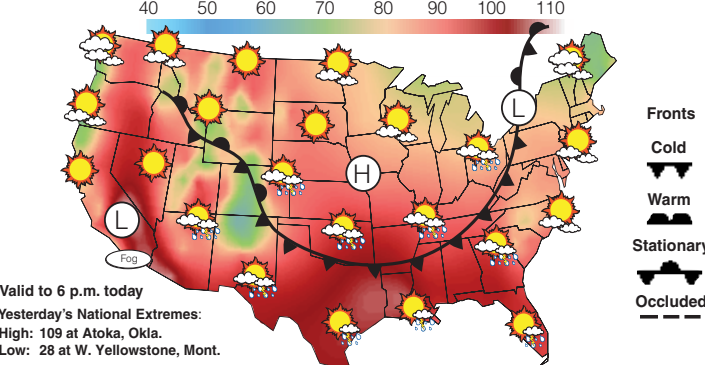 40 50 60 70 80 90 100 110
L
H
L
Fog
Fronts
Cold
Warm
Stationary
Occluded
Valid to 6 p.m. today
Yesterday's National Extremes:
High: 109 at Atoka, Okla.
Low: 28 at W. Yellowstone, Mont.